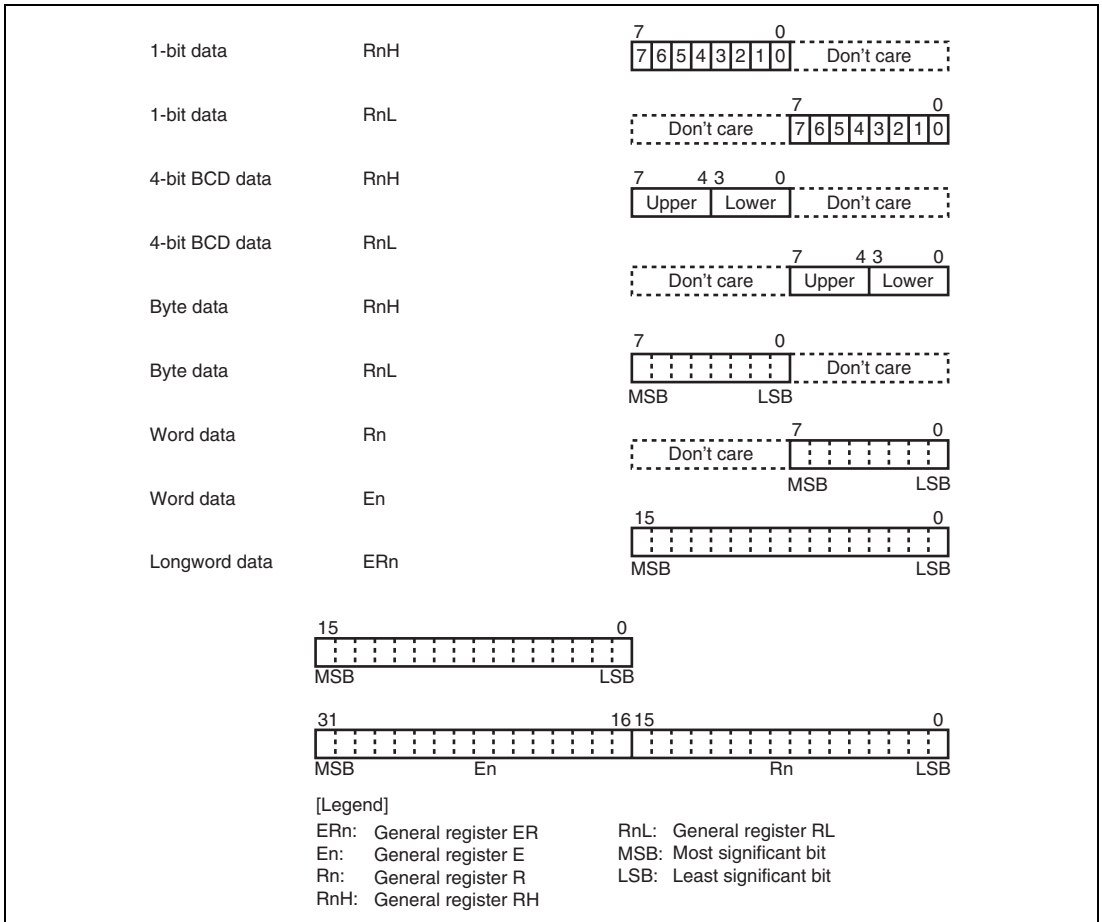 7 0
1-bit data RnH 7 6 5 4 3 2 1 0 Don't care
7 0
1-bit data RnL Don't care 7 6 5 4 3 2 1 0
4-bit BCD data RnH 7 4 3 0
Upper Lower Don't care
4-bit BCD data RnL
7 4 3 0
Don't care Upper Lower
Byte data RnH
7 0
Byte data RnL Don't care
MSB LSB
Word data Rn 7 0
Don't care
MSB LSB
Word data En
15 0
Longword data ERn
MSB LSB
15 0
MSB LSB
31 16 15 0
MSB En Rn LSB
[Legend]
ERn: General register ER RnL: General register RL
En: General register E MSB: Most significant bit
Rn: General register R LSB: Least significant bit
RnH: General register RH